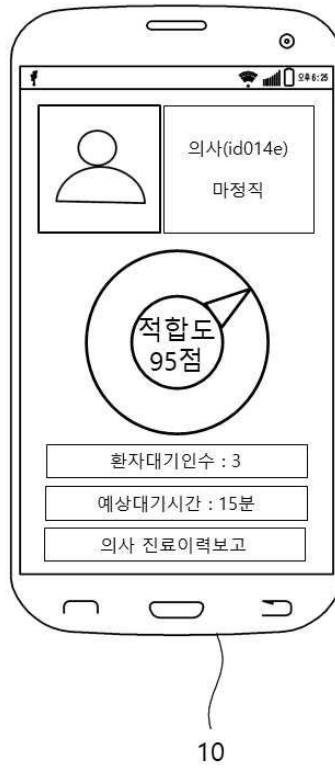 오후 6:25
의사(id014e)
마정직
적합도
95점
환자대기인수 : 3
예상대기시간 : 15분
의사 진료이력보고
10